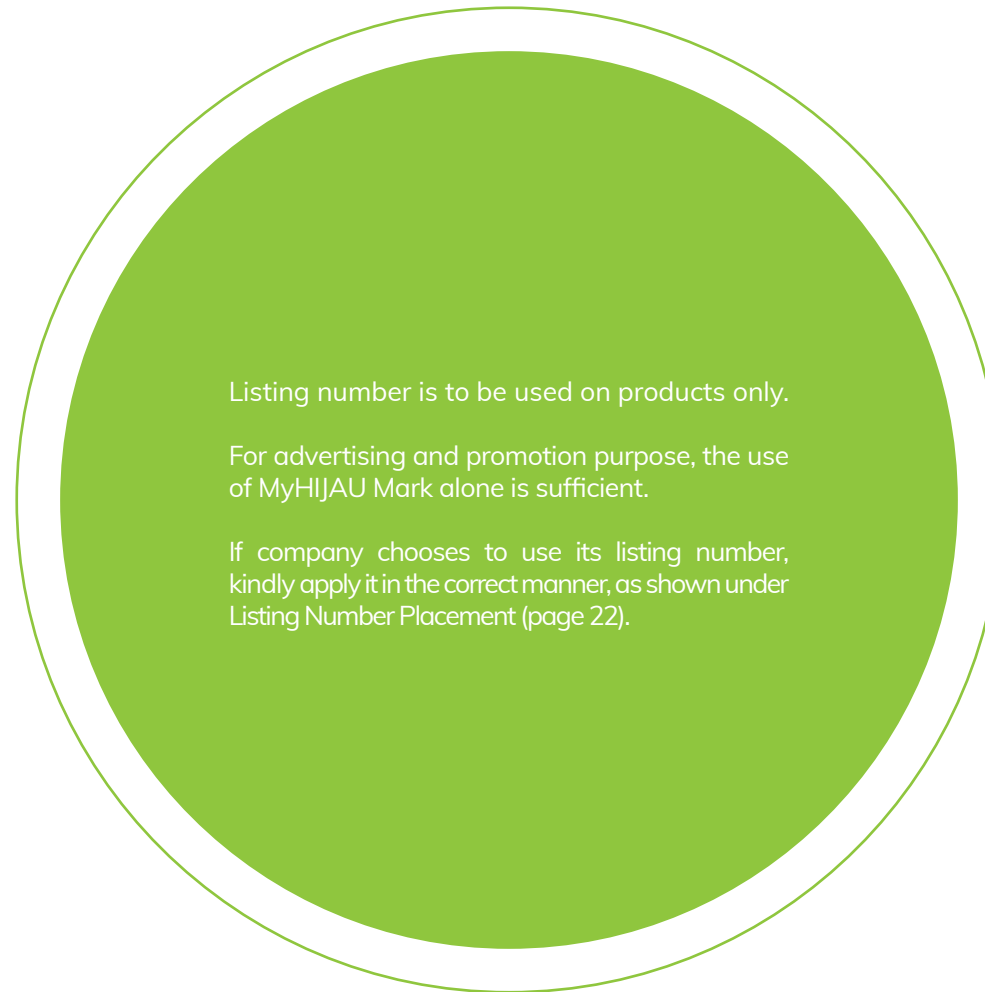 Listing number is to be used on products only.
For advertising and promotion purpose, the use
of MyHIJAU Mark alone is sufficient.
If company chooses to use its listing number,
kindly apply it in the correct manner, as shown under
Listing Number Placement (page 22).